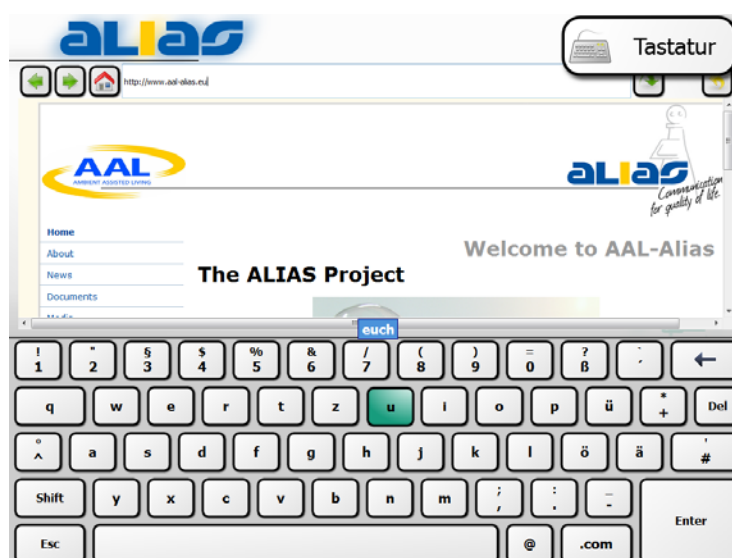 aLIas
Tastatur
http://www.aal-alias.eu
AAL
AMBIENT ASSISTED LIVING
aLIas
Communication
for quality of life.
Home
About
News
Documents
Media
Welcome to AAL-Alias
The ALIAS Project
euch
! " § $ % & / ( ) = ? `
1 2 3 4 5 6 7 8 9 0 ß ´ ←
q w e r t z u i o p ü * + Del
° ^ a s d f g h j k l ö ä ' #
Shift y x c v b n m ; , : . _ - Enter
Esc @ .com